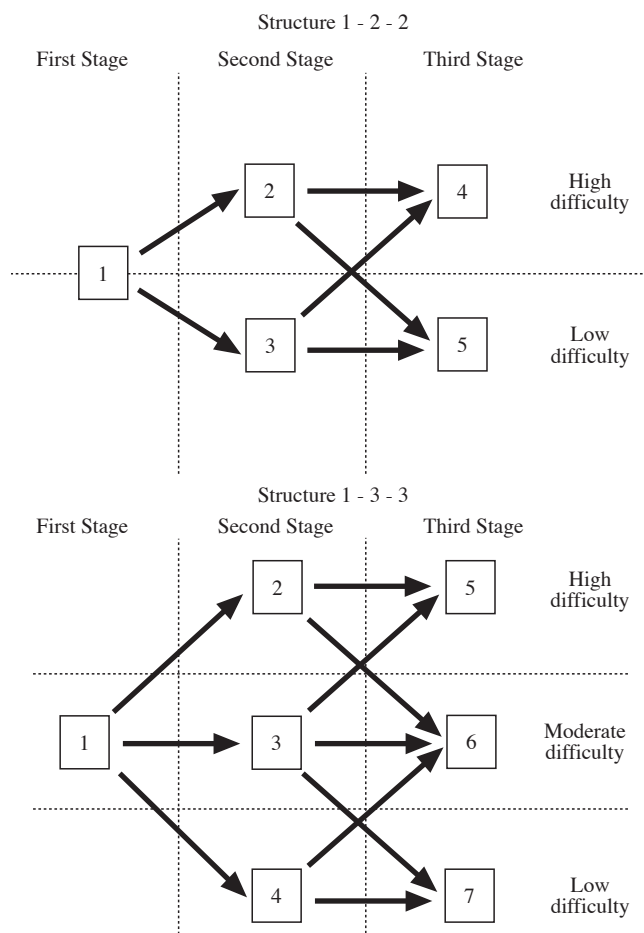 Structure 1 - 2 - 2
First Stage Second Stage Third Stage
2 4 High
difficulty
1
3 5 Low
difficulty
Structure 1 - 3 - 3
First Stage Second Stage Third Stage
2 5 High
difficulty
1 3 6 Moderate
difficulty
4 7 Low
difficulty